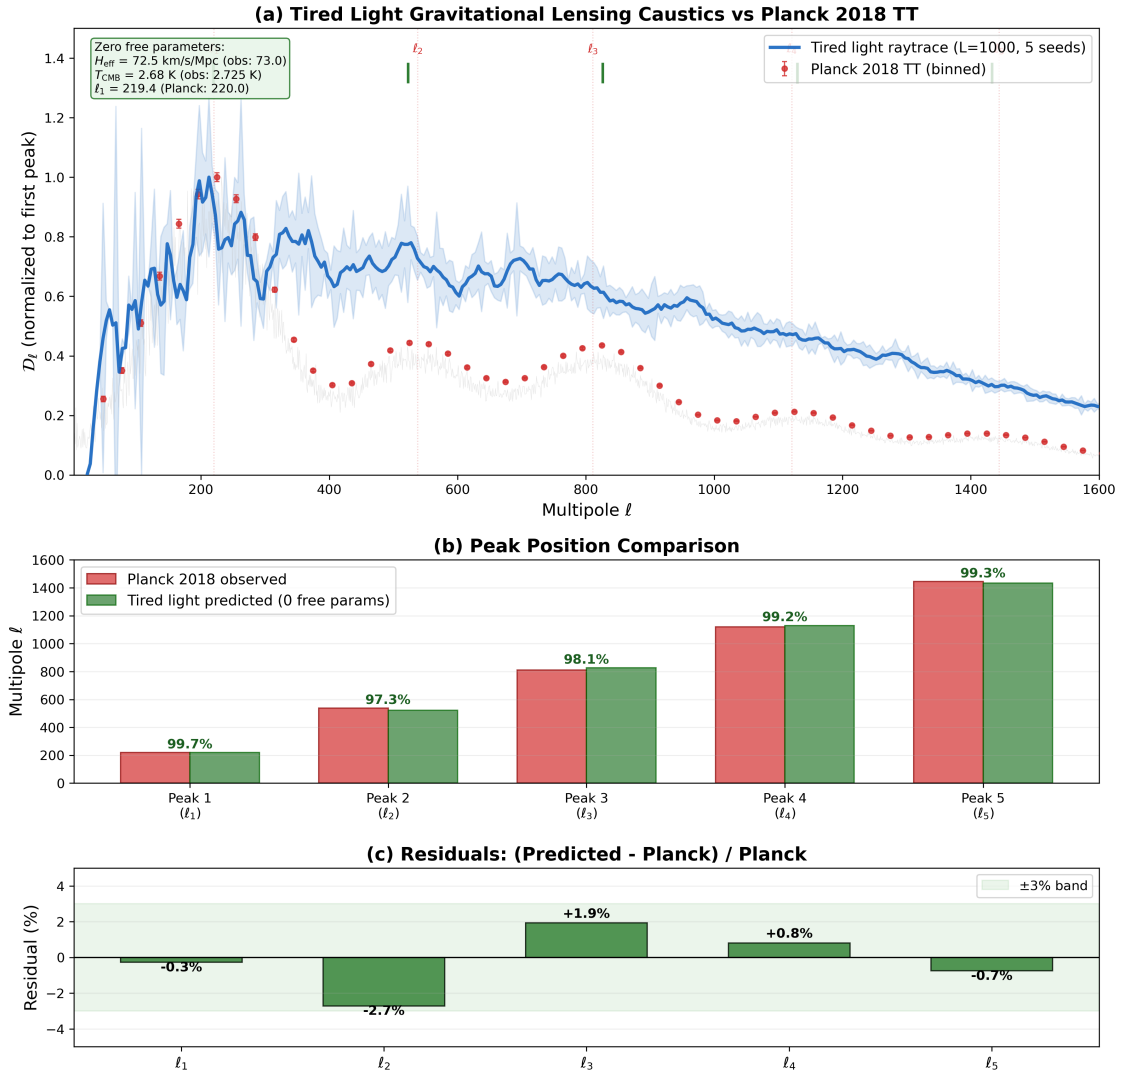 (a) Tired Light Gravitational Lensing Caustics vs Planck 2018 TT
Zero free parameters:
H_eff = 72.5 km/s/Mpc (obs: 73.0)
T_CMB = 2.68 K (obs: 2.725 K)
ℓ₁ = 219.4 (Planck: 220.0)
ℓ₂
ℓ₃
Tired light raytrace (L=1000, 5 seeds)
Planck 2018 TT (binned)
𝒟_ℓ (normalized to first peak)
1.4
1.2
1.0
0.8
0.6
0.4
0.2
0.0
200 400 600 800 1000 1200 1400 1600
Multipole ℓ
(b) Peak Position Comparison
Planck 2018 observed
Tired light predicted (0 free params)
Multipole ℓ
1600
1400
1200
1000
800
600
400
200
0
99.7% 97.3% 98.1% 99.2% 99.3%
Peak 1 Peak 2 Peak 3 Peak 4 Peak 5
(ℓ₁) (ℓ₂) (ℓ₃) (ℓ₄) (ℓ₅)
(c) Residuals: (Predicted - Planck) / Planck
±3% band
Residual (%)
4
2
0
−2
−4
-0.3% -2.7% +1.9% +0.8% -0.7%
ℓ₁ ℓ₂ ℓ₃ ℓ₄ ℓ₅